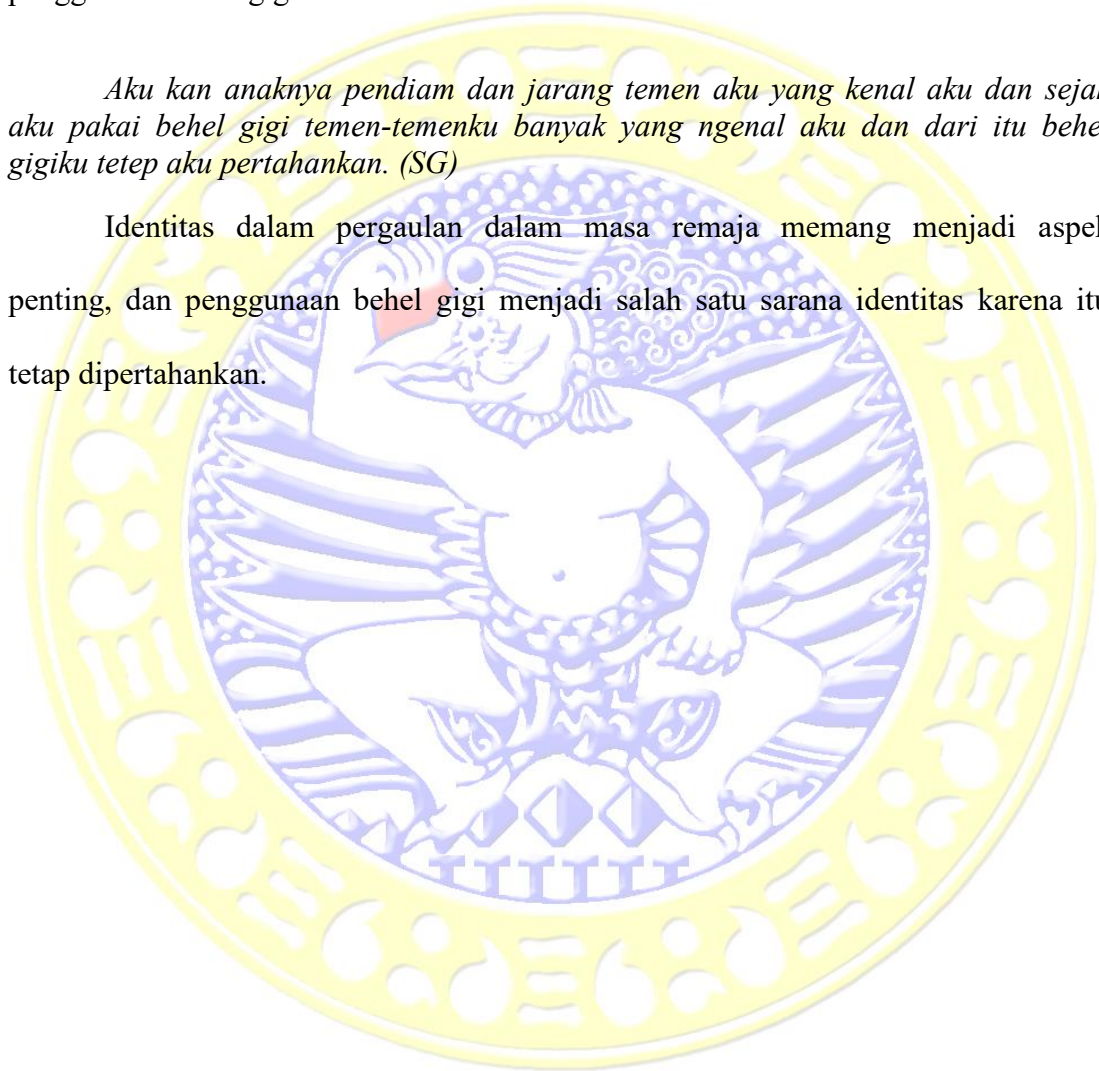 Aku kan anaknya pendiam dan jarang temen aku yang kenal aku dan sejak
aku pakai behel gigi temen-temenku banyak yang ngenal aku dan dari itu behel
gigiku tetep aku pertahankan. (SG)
Identitas dalam pergaulan dalam masa remaja memang menjadi aspek
penting, dan penggunaan behel gigi menjadi salah satu sarana identitas karena itu
tetap dipertahankan.